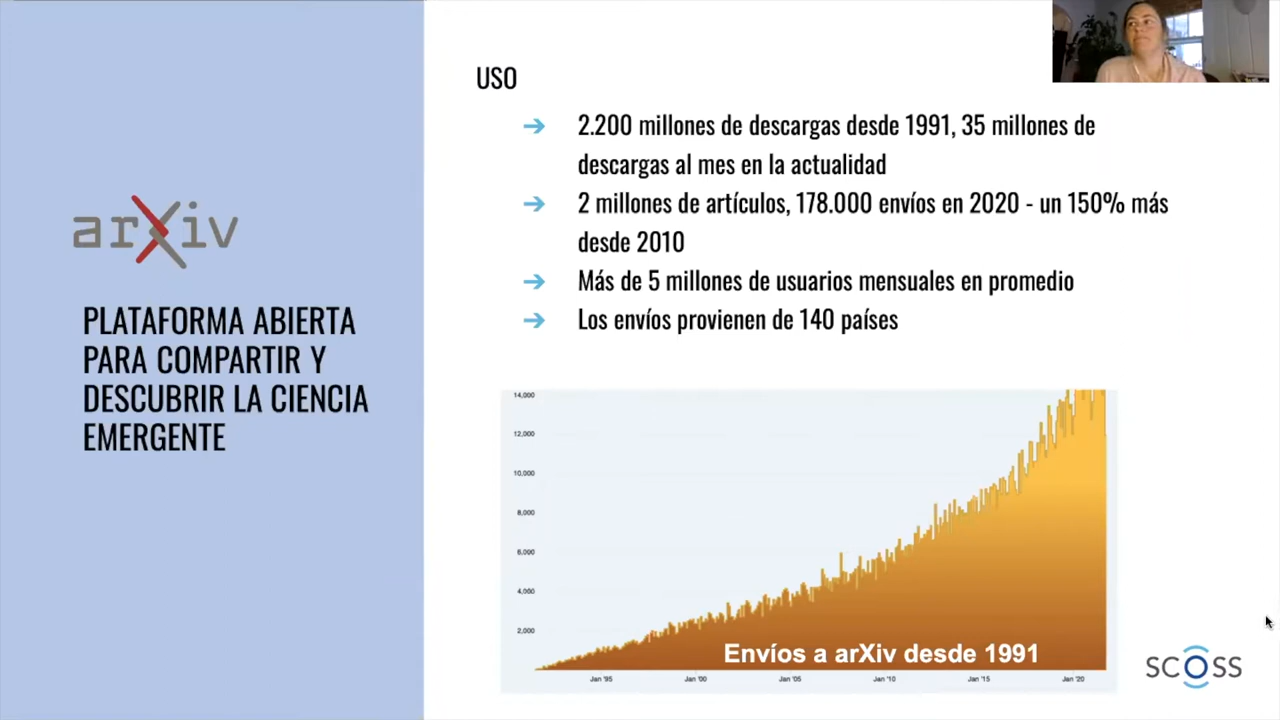 arXiv
PLATAFORMA ABIERTA
PARA COMPARTIR Y
DESCUBRIR LA CIENCIA
EMERGENTE
USO
2.200 millones de descargas desde 1991, 35 millones de
descargas al mes en la actualidad
2 millones de artículos, 178.000 envíos en 2020 - un 150% más
desde 2010
Más de 5 millones de usuarios mensuales en promedio
Los envíos provienen de 140 países
14,000
12,000
10,000
8,000
6,000
4,000
2,000
Envíos a arXiv desde 1991
Jan '95 Jan '00 Jan '05 Jan '10 Jan '15 Jan '20
SCOSS